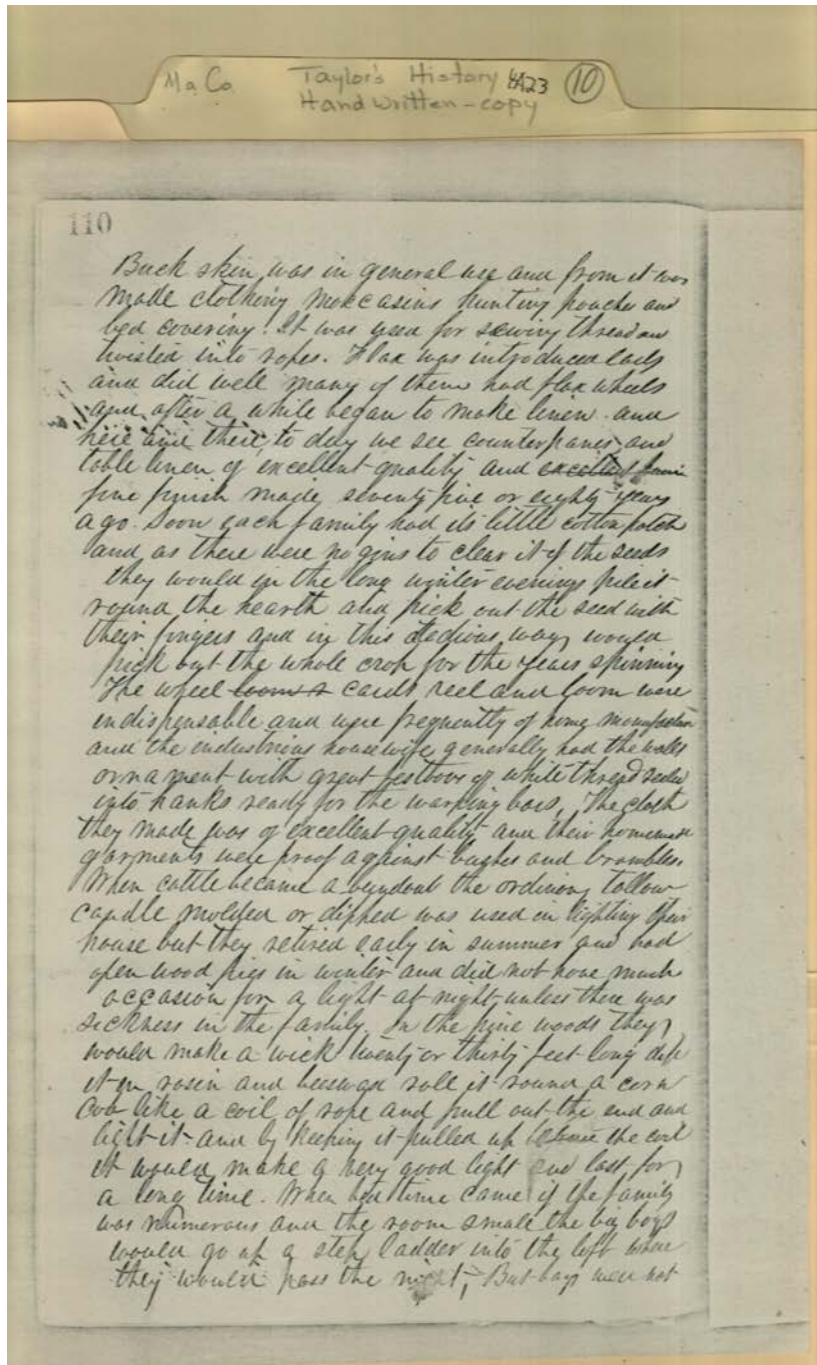 Ma Co. Taylor's History 4A23 10
Hand written - copy
110
Buck skin was in general use and from it was
made clothing moccasins hunting pouches and
bed covering. It was used for sewing thread and
twisted into ropes. Flax was introduced early
and did well many of them had flax wheels
and after a while began to make linen and
here and there, to day we see counterpanes and
table linen of excellent quality and
fine finish made seventy five or eighty years
ago. Soon each family had its little cotton patch
and as there were no gins to clear it of the seeds
they would in the long winter evenings pile it
round the hearth and pick out the seed with
their fingers and in this tedious way would
pick out the whole crop for the years spinning
The wheel looms & cards reel and loom were
indispensable and were frequently of home manufacture
and the industrious housewife generally had the walls
ornament with great festoons of white thread
into hanks ready for the warping bars, The cloth
they made was of excellent quality and their homemade
garments were proof against bushes and brambles.
When cattle became abundant the ordinary tallow
candle molded or dipped was used in lighting their
house but they retired early in summer and had
open wood in winter and did not have much
occasion for a light at night unless there was
sickness in the family. In the pine woods they
would make a wick twenty or thirty feet long dip
it in rosin and beeswax roll it round a corn
cob like a coil of rope and pull out the end and
light it and by keeping it pulled up the coil
it would make a very good light and last for
a long time. When bed time came if the family
was numerous and the room small the big boys
would go up a step ladder into the loft where
they would pass the night, But boys were not